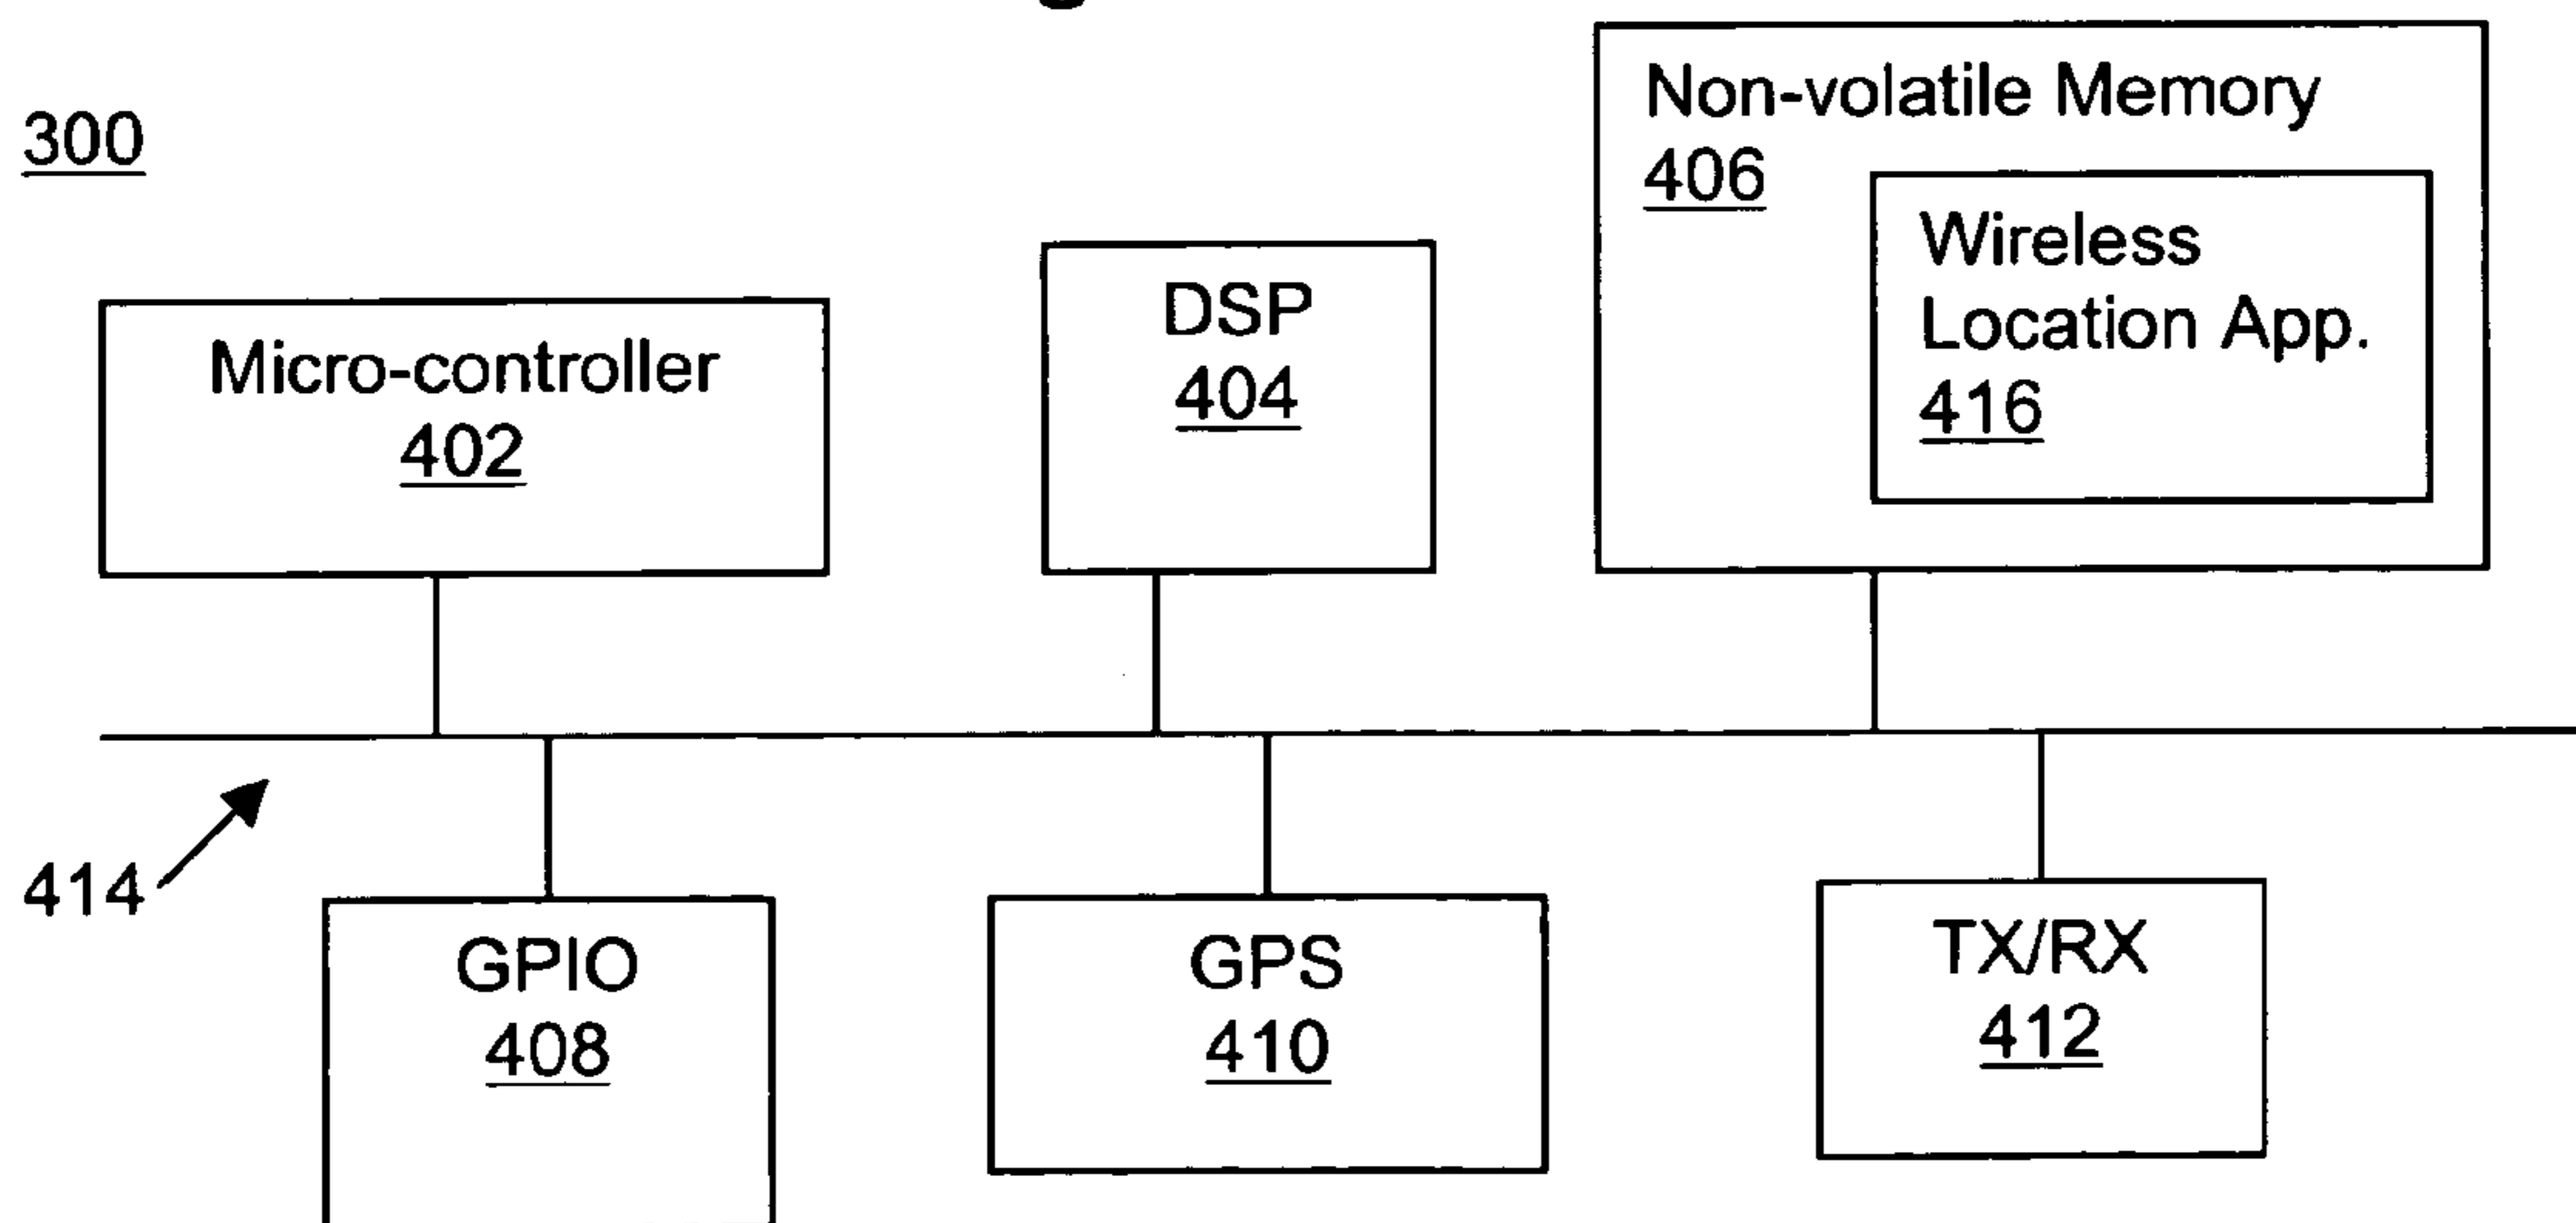 300
Non-volatile Memory
406
Wireless
Location App.
416
DSP
404
Micro-controller
402
414
GPIO
408
GPS
410
TX/RX
412